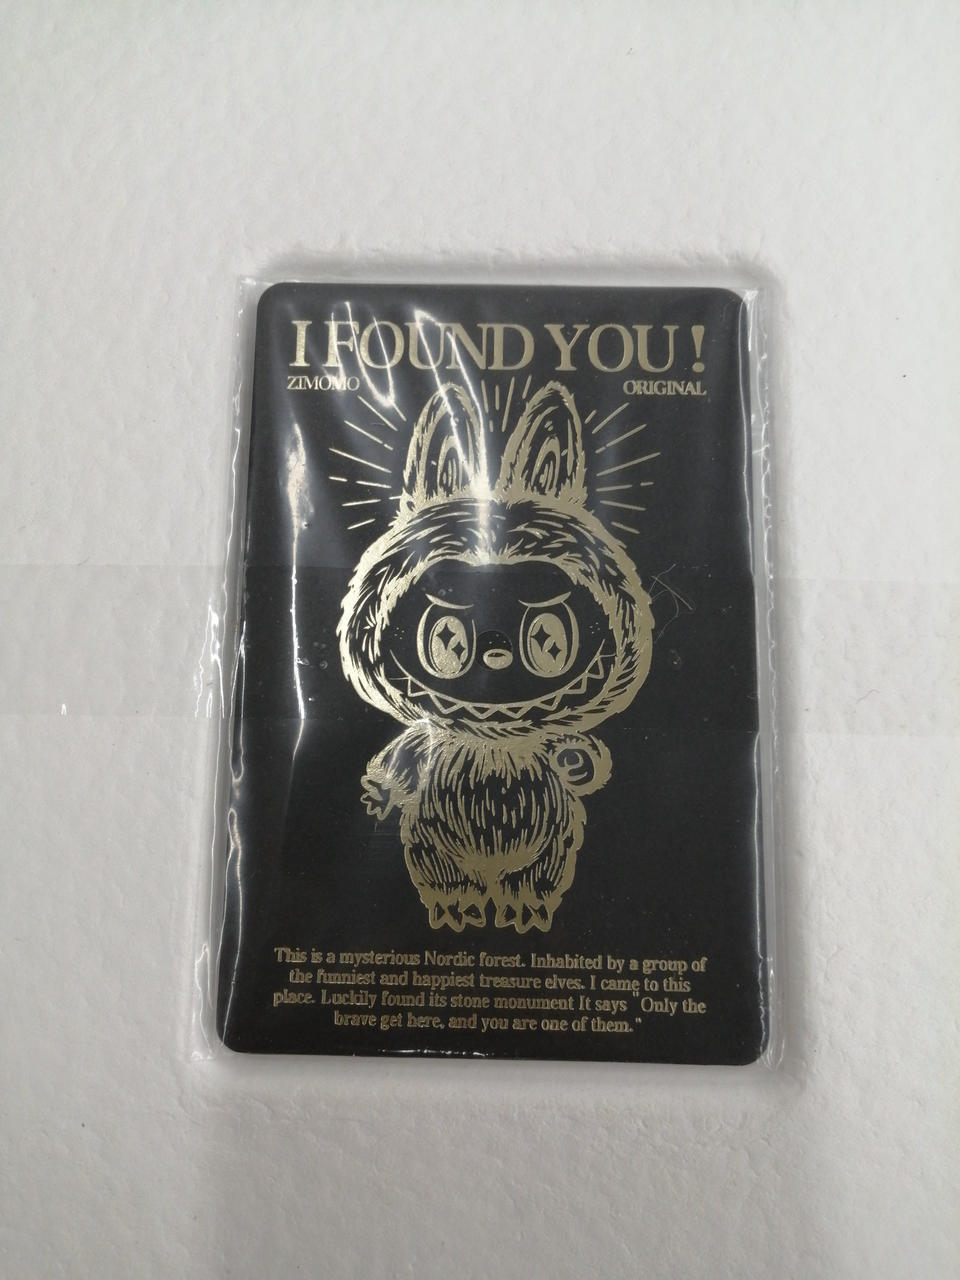 I FOUND YOU!
ZIMOMO ORIGINAL
This is a mysterious Nordic forest. Inhabited by a group of
the funniest and happiest treasure elves. I came to this
place. Luckily found its stone monument It says "Only the
brave get here, and you are one of them."